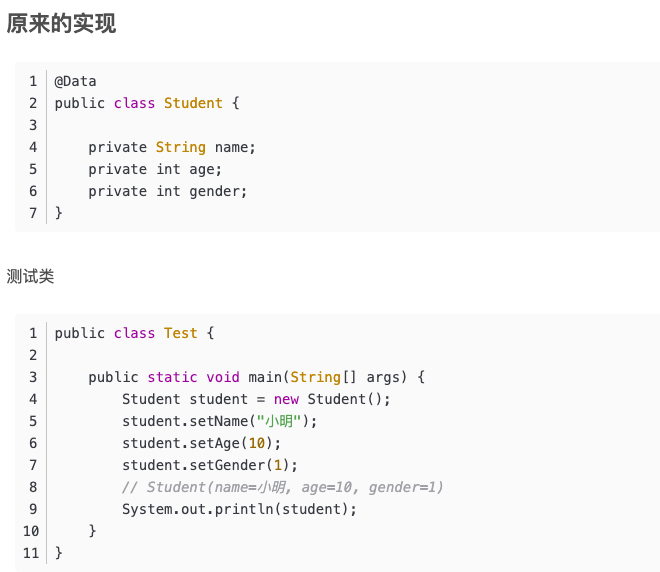 原来的实现
1 @Data
2 public class Student {
3
4     private String name;
5     private int age;
6     private int gender;
7 }
测试类
1 public class Test {
2
3     public static void main(String[] args) {
4         Student student = new Student();
5         student.setName("小明");
6         student.setAge(10);
7         student.setGender(1);
8         // Student(name=小明, age=10, gender=1)
9         System.out.println(student);
10     }
11 }